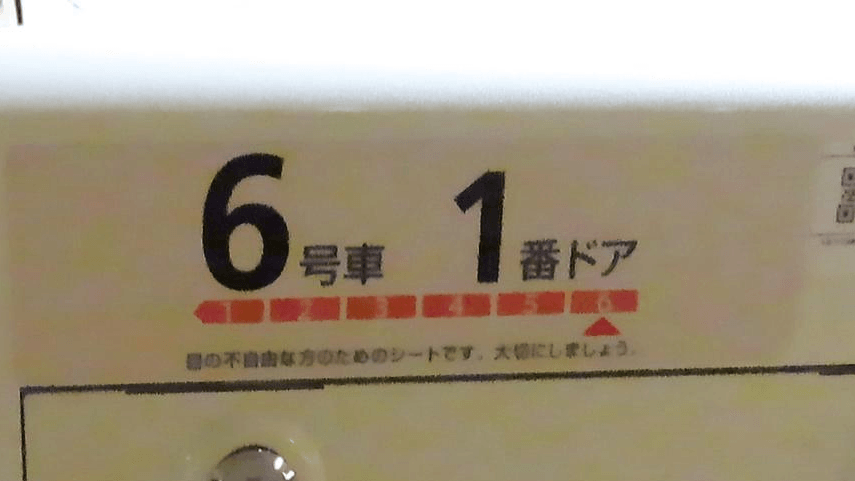 6号車 1番ドア
1 2 3 4 5 6
の不自由な方のためのシートです。大切にしましょう。